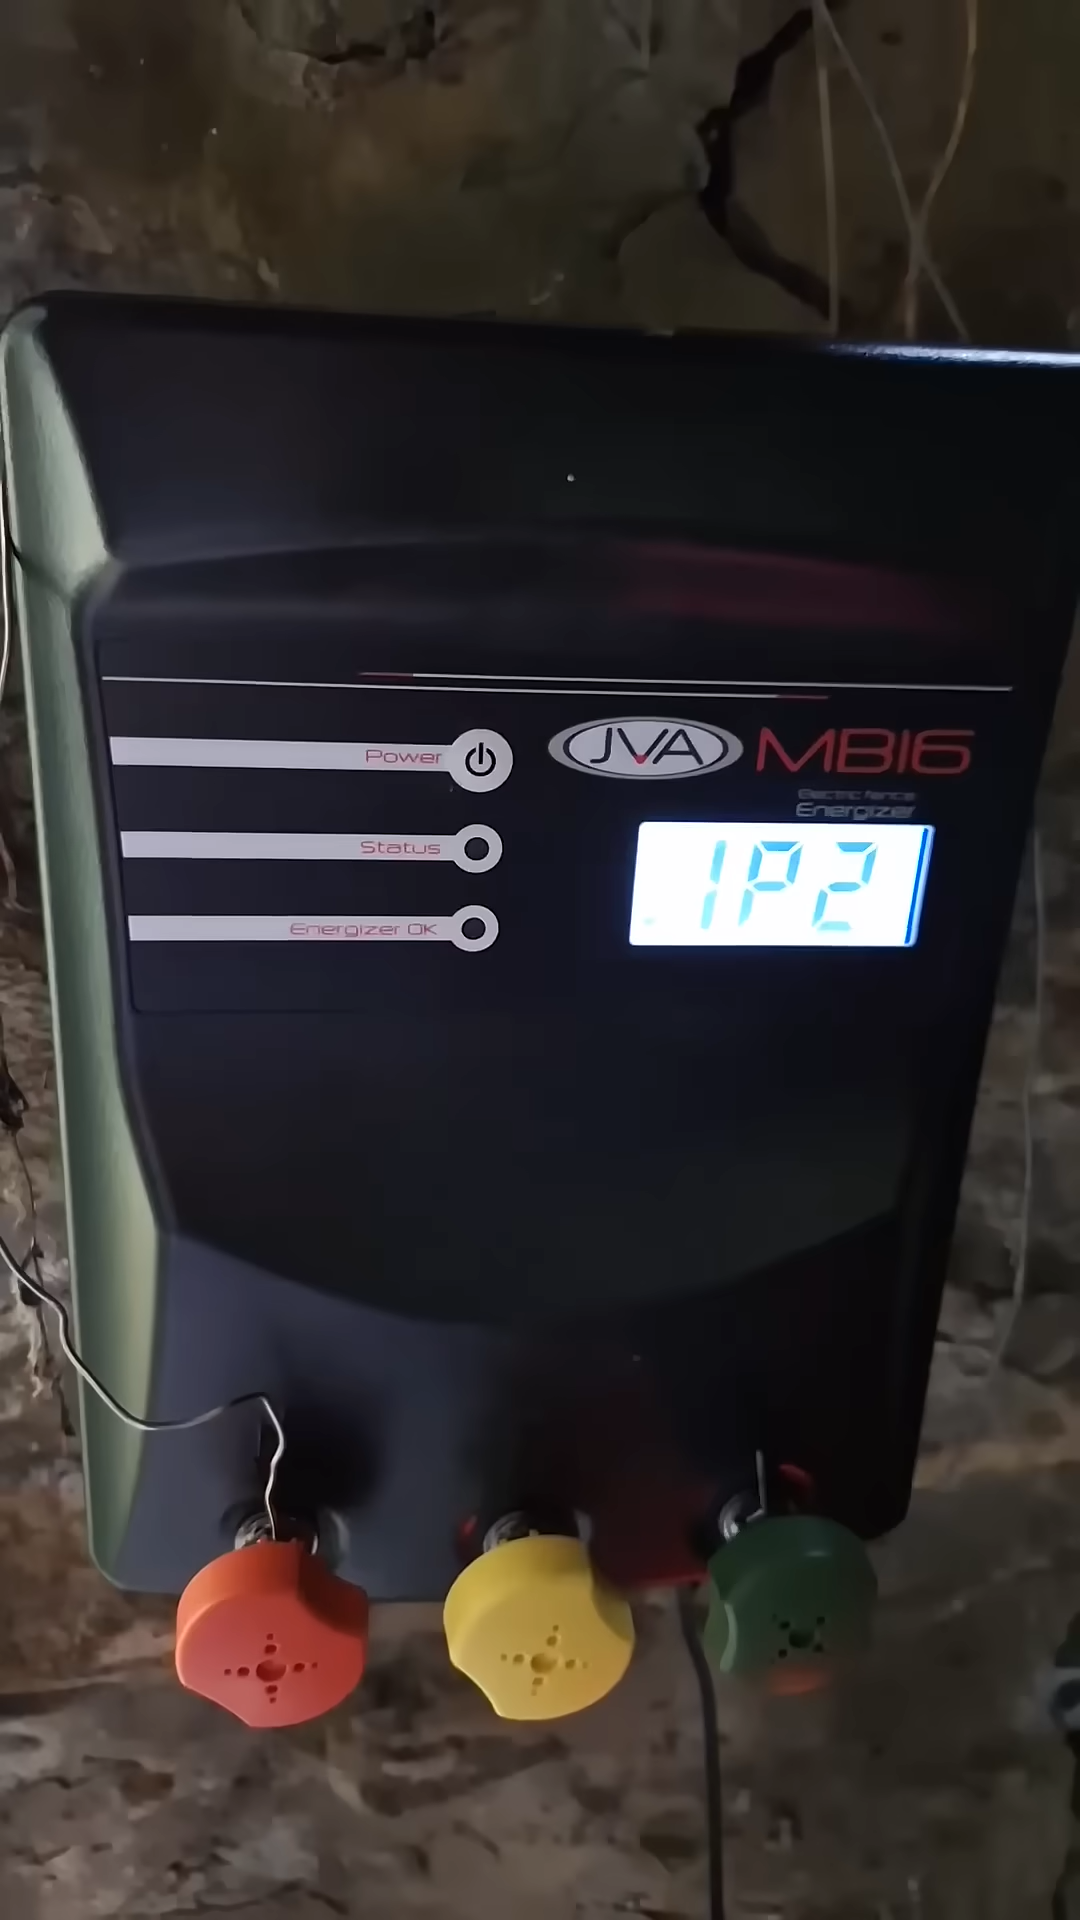 Power
JVA MB16
Electric Fence
Energizer
Status
1P2
Energizer OK